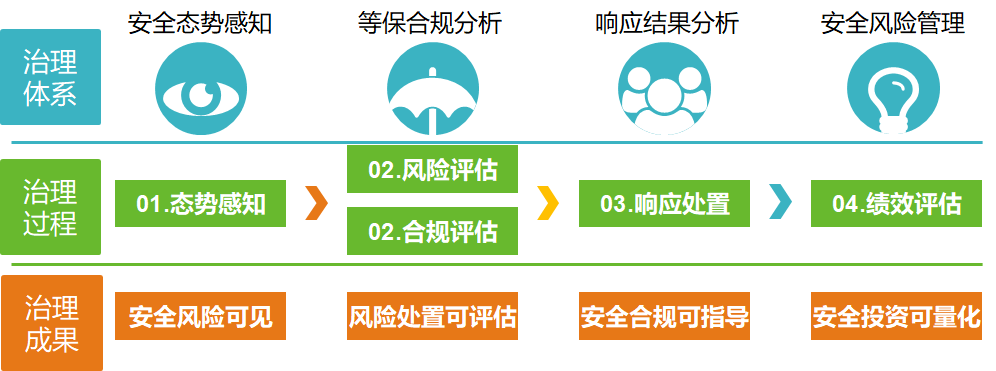 安全态势感知
等保合规分析
响应结果分析
安全风险管理
治理
体系
治理
过程
01.态势感知
02.风险评估
02.合规评估
03.响应处置
04.绩效评估
治理
成果
安全风险可见
风险处置可评估
安全合规可指导
安全投资可量化